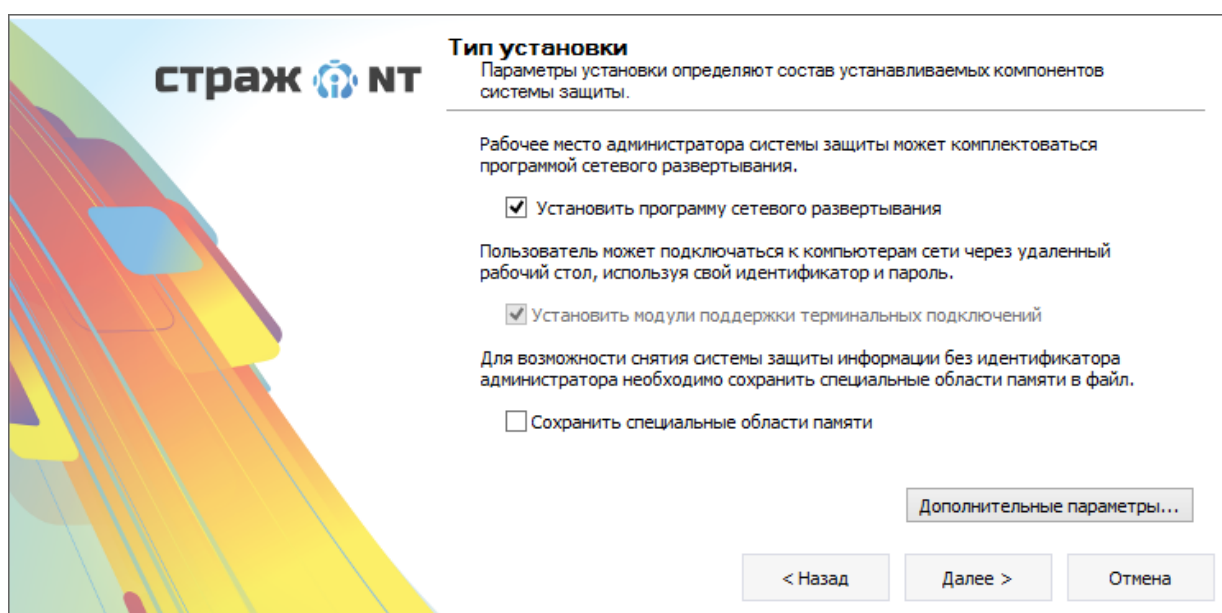 страж NT
Тип установки
Параметры установки определяют состав устанавливаемых компонентов
системы защиты.
Рабочее место администратора системы защиты может комплектоваться
программой сетевого развертывания.
Установить программу сетевого развертывания
Пользователь может подключаться к компьютерам сети через удаленный
рабочий стол, используя свой идентификатор и пароль.
Установить модули поддержки терминальных подключений
Для возможности снятия системы защиты информации без идентификатора
администратора необходимо сохранить специальные области памяти в файл.
Сохранить специальные области памяти
Дополнительные параметры...
< Назад
Далее >
Отмена